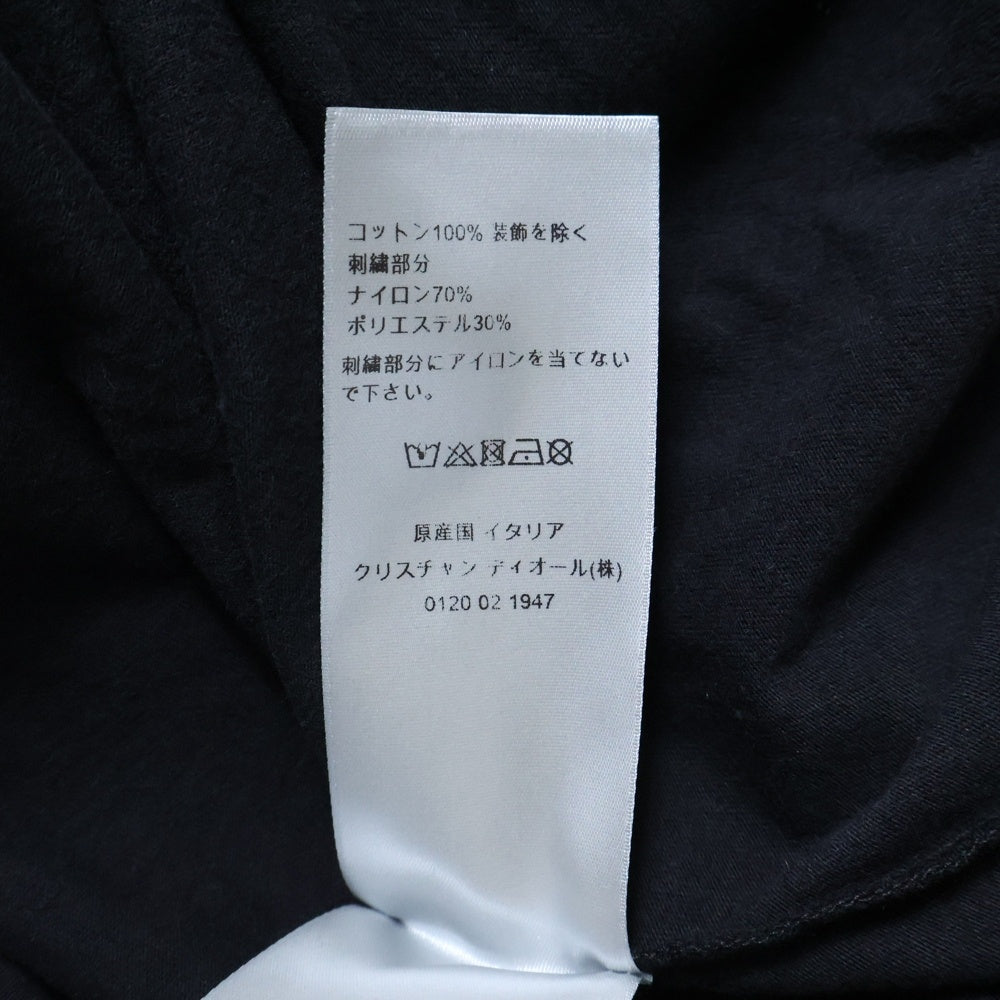 コットン100% 装飾を除く
刺繍部分
ナイロン70%
ポリエステル30%
刺繍部分にアイロンを当てない
で下さい。
原産国 イタリア
クリスチャン ディオール(株)
0120 02 1947